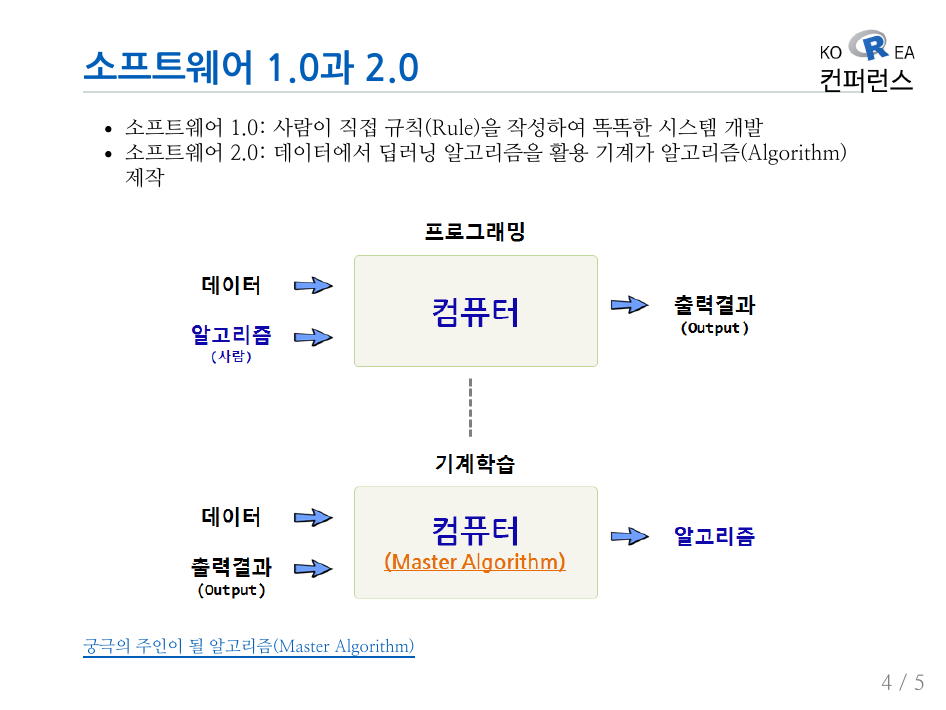 소프트웨어 1.0과 2.0
KO R EA
컨퍼런스
• 소프트웨어 1.0: 사람이 직접 규칙(Rule)을 작성하여 똑똑한 시스템 개발
• 소프트웨어 2.0: 데이터에서 딥러닝 알고리즘을 활용 기계가 알고리즘(Algorithm)
제작
프로그래밍
데이터
알고리즘
(사람)
컴퓨터
출력결과
(Output)
기계학습
데이터
출력결과
(Output)
컴퓨터
(Master Algorithm)
알고리즘
궁극의 주인이 될 알고리즘(Master Algorithm)
4 / 5